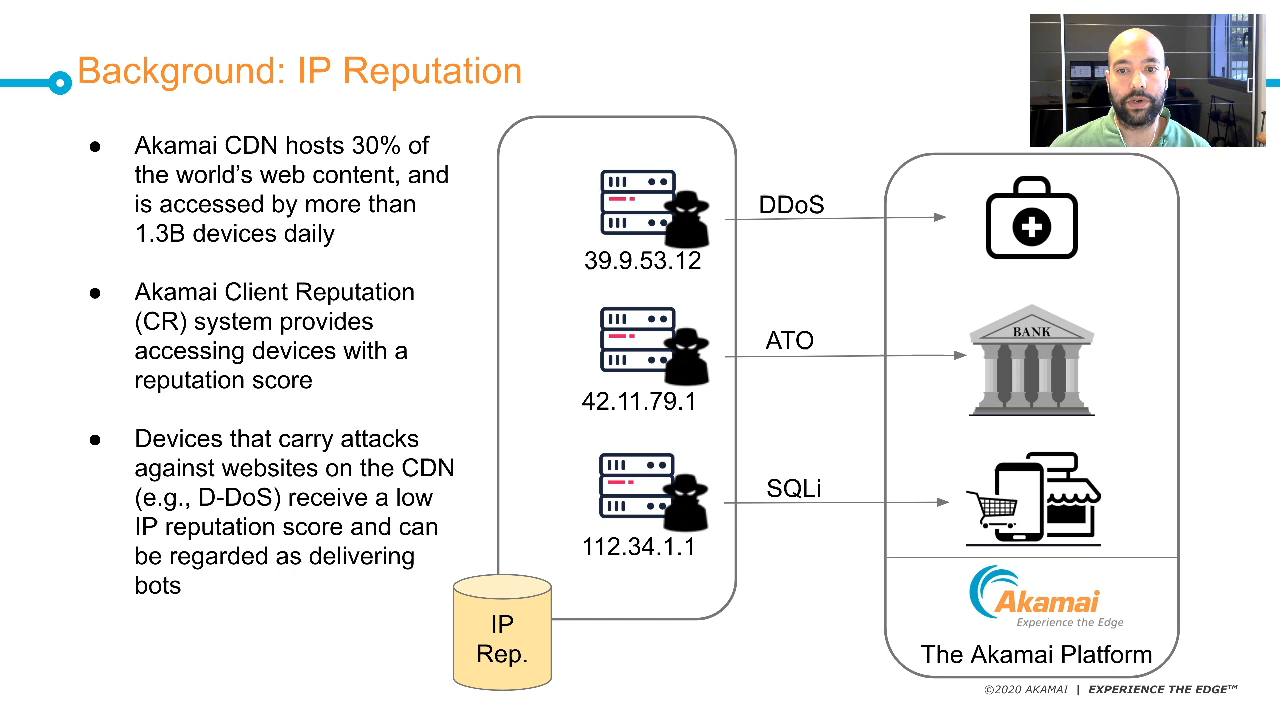 Background: IP Reputation
● Akamai CDN hosts 30% of
the world's web content, and
is accessed by more than
1.3B devices daily
● Akamai Client Reputation
(CR) system provides
accessing devices with a
reputation score
● Devices that carry attacks
against websites on the CDN
(e.g., D-DoS) receive a low
IP reputation score and can
be regarded as delivering
bots
39.9.53.12
42.11.79.1
112.34.1.1
IP
Rep.
DDoS
ATO
SQLi
BANK
Akamai
Experience the Edge
The Akamai Platform
©2020 AKAMAI | EXPERIENCE THE EDGE™